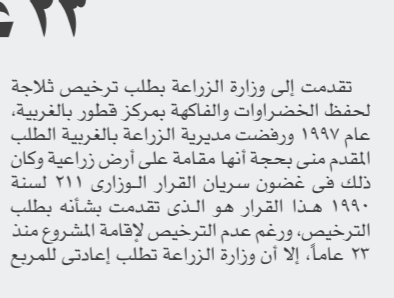 ٢٣
تقدمت إلى وزارة الزراعة بطلب ترخيص ثلاجة
لحفظ الخضراوات والفاكهة بمركز قطور بالغربية،
عام ١٩٩٧ ورفضت مديرية الزراعة بالغربية الطلب
المقدم منى بحجة أنها مقامة على أرض زراعية وكان
ذلك فى غضون سريان القرار الـوزارى ٢١١ لسنة
١٩٩٠ هـذا القرار هو الـذى تقدمت بشأنه بطلب
الترخيص، ورغم عدم الترخيص لإقامة المشروع منذ
٢٣ عاماً، إلا أن وزارة الزراعة تطلب إعادتى للمربع